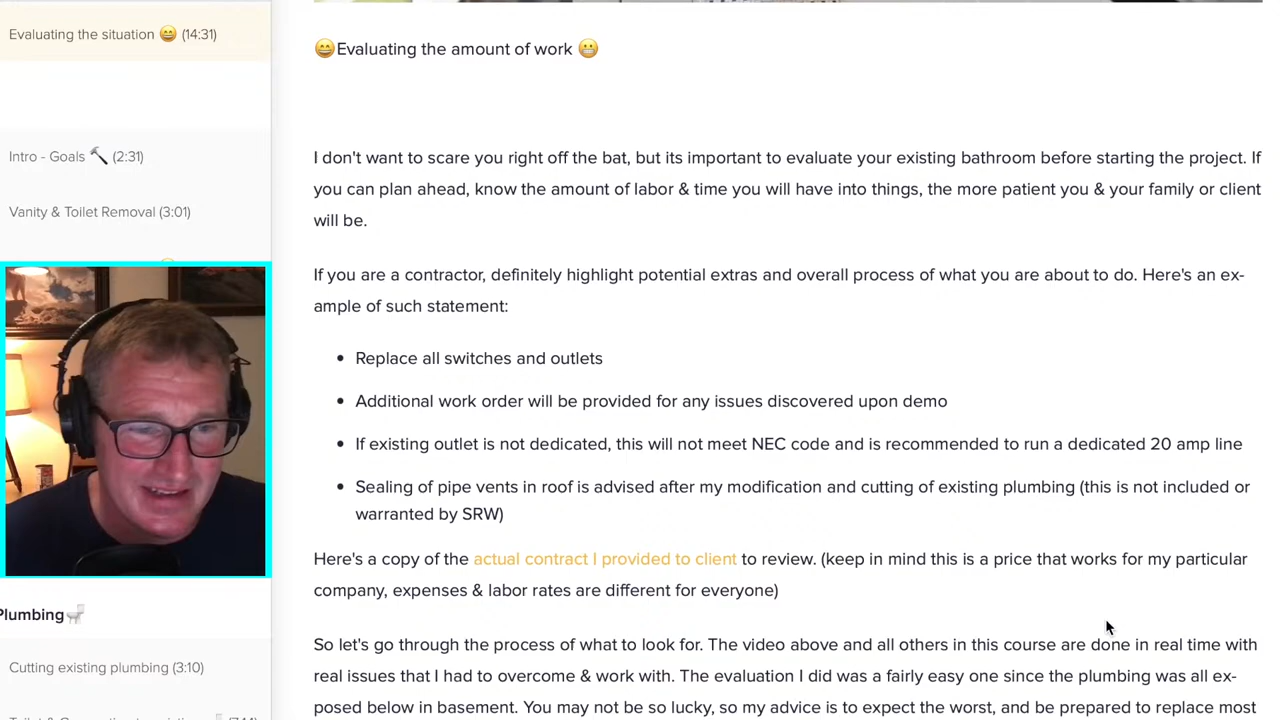 Evaluating the situation 😄 (14:31)
Intro - Goals 🔨 (2:31)
Vanity & Toilet Removal (3:01)
Plumbing🚽
Cutting existing plumbing (3:10)
😄Evaluating the amount of work 😬
I don't want to scare you right off the bat, but its important to evaluate your existing bathroom before starting the project. If
you can plan ahead, know the amount of labor & time you will have into things, the more patient you & your family or client
will be.
If you are a contractor, definitely highlight potential extras and overall process of what you are about to do. Here's an ex-
ample of such statement:
• Replace all switches and outlets
• Additional work order will be provided for any issues discovered upon demo
• If existing outlet is not dedicated, this will not meet NEC code and is recommended to run a dedicated 20 amp line
• Sealing of pipe vents in roof is advised after my modification and cutting of existing plumbing (this is not included or
warranted by SRW)
Here's a copy of the actual contract I provided to client to review. (keep in mind this is a price that works for my particular
company, expenses & labor rates are different for everyone)
So let's go through the process of what to look for. The video above and all others in this course are done in real time with
real issues that I had to overcome & work with. The evaluation I did was a fairly easy one since the plumbing was all ex-
posed below in basement. You may not be so lucky, so my advice is to expect the worst, and be prepared to replace most